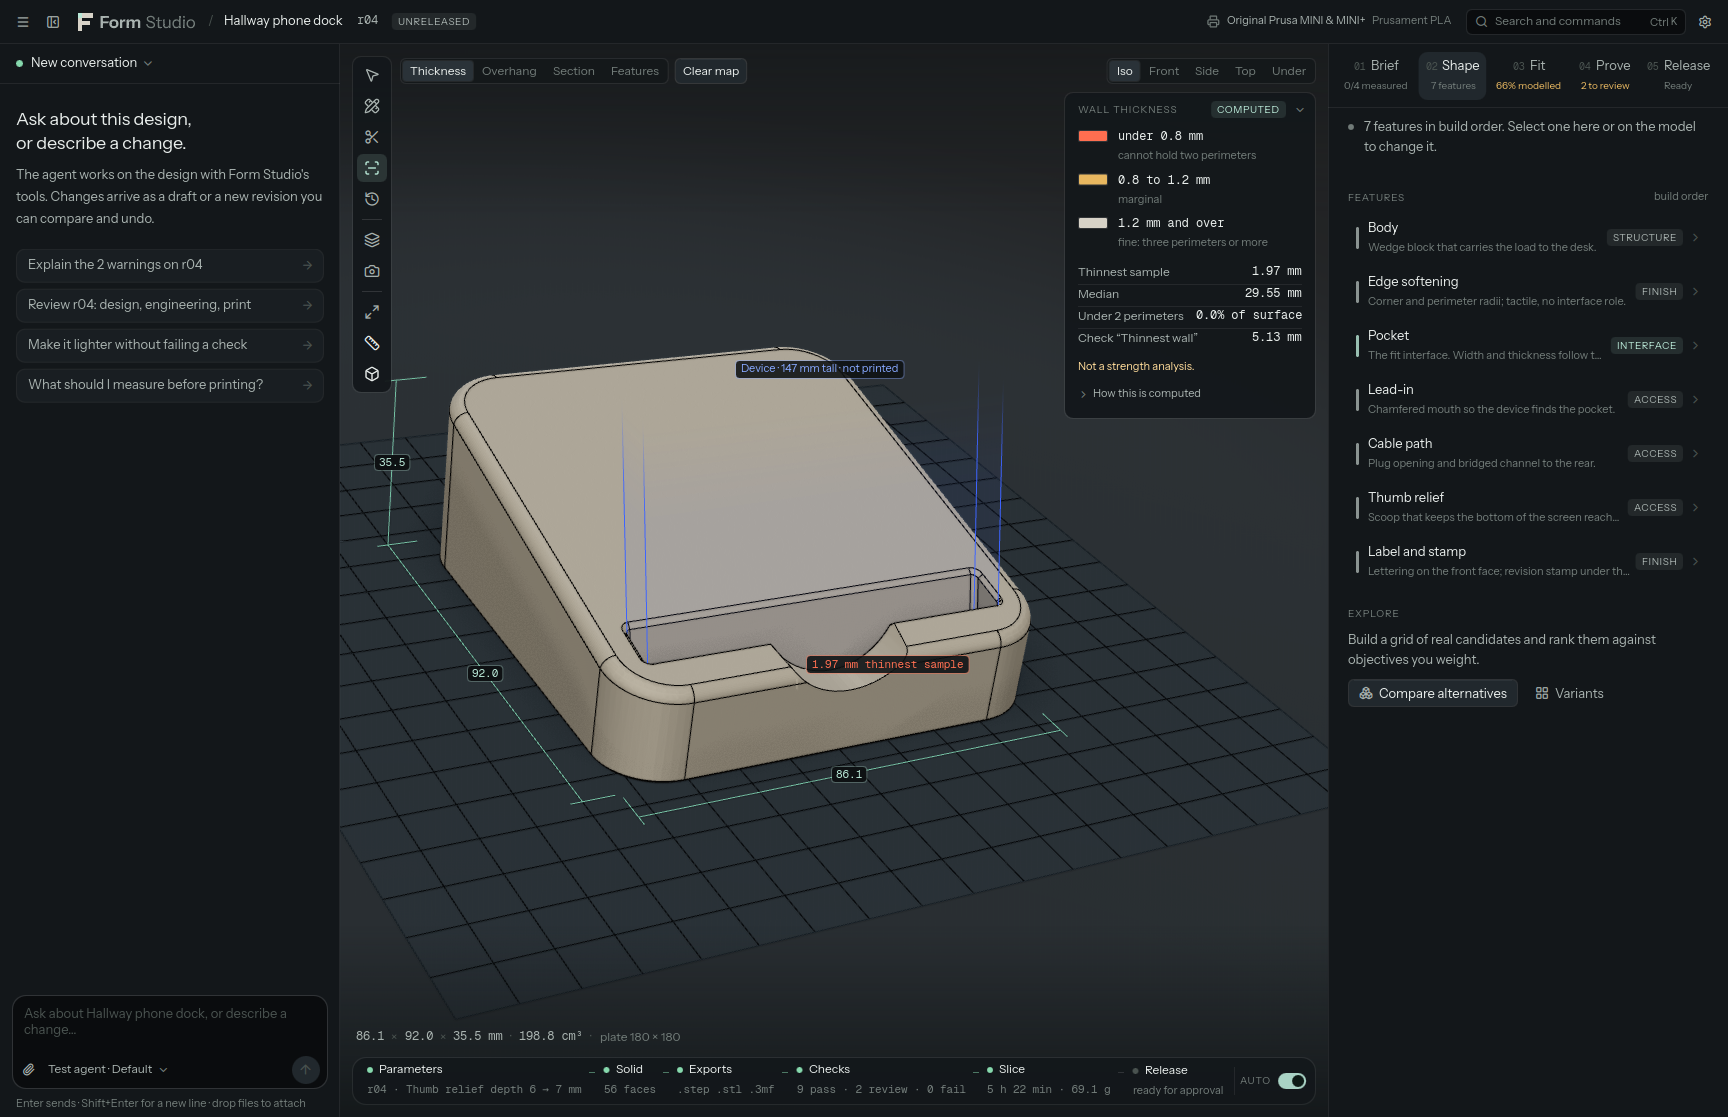 Form Studio / Hallway phone dock r04 UNRELEASED
Original Prusa MINI & MINI+ Prusament PLA
Search and commands Ctrl K
New conversation
Ask about this design,
or describe a change.
The agent works on the design with Form Studio's
tools. Changes arrive as a draft or a new revision you
can compare and undo.
Explain the 2 warnings on r04
Review r04: design, engineering, print
Make it lighter without failing a check
What should I measure before printing?
Ask about Hallway phone dock, or describe a
change...
Test agent · Default
Enter sends · Shift+Enter for a new line · drop files to attach
Thickness Overhang Section Features Clear map
Iso Front Side Top Under
WALL THICKNESS COMPUTED
under 0.8 mm
cannot hold two perimeters
0.8 to 1.2 mm
marginal
1.2 mm and over
fine: three perimeters or more
Thinnest sample 1.97 mm
Median 29.55 mm
Under 2 perimeters 0.0% of surface
Check “Thinnest wall” 5.13 mm
Not a strength analysis.
How this is computed
Device · 147 mm tall · not printed
35.5
92.0
1.97 mm thinnest sample
86.1
86.1 × 92.0 × 35.5 mm · 198.8 cm³ · plate 180 × 180
Parameters
r04 · Thumb relief depth 6 → 7 mm
Solid
56 faces
Exports
.step .stl .3mf
Checks
9 pass · 2 review · 0 fail
Slice
5 h 22 min · 69.1 g
Release
ready for approval
AUTO
01 Brief
0/4 measured
02 Shape
7 features
03 Fit
66% modelled
04 Prove
2 to review
05 Release
Ready
7 features in build order. Select one here or on the model
to change it.
FEATURES build order
Body
Wedge block that carries the load to the desk.
STRUCTURE
Edge softening
Corner and perimeter radii; tactile, no interface role.
FINISH
Pocket
The fit interface. Width and thickness follow t...
INTERFACE
Lead-in
Chamfered mouth so the device finds the pocket.
ACCESS
Cable path
Plug opening and bridged channel to the rear.
ACCESS
Thumb relief
Scoop that keeps the bottom of the screen reach...
ACCESS
Label and stamp
Lettering on the front face; revision stamp under th...
FINISH
EXPLORE
Build a grid of real candidates and rank them against
objectives you weight.
Compare alternatives Variants